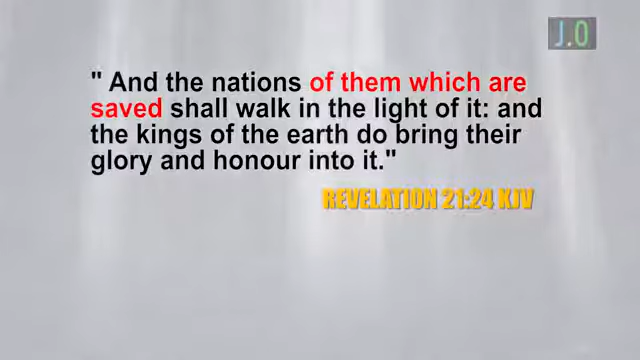 J.O
" And the nations of them which are
saved shall walk in the light of it: and
the kings of the earth do bring their
glory and honour into it."
REVELATION 21:24 KJV